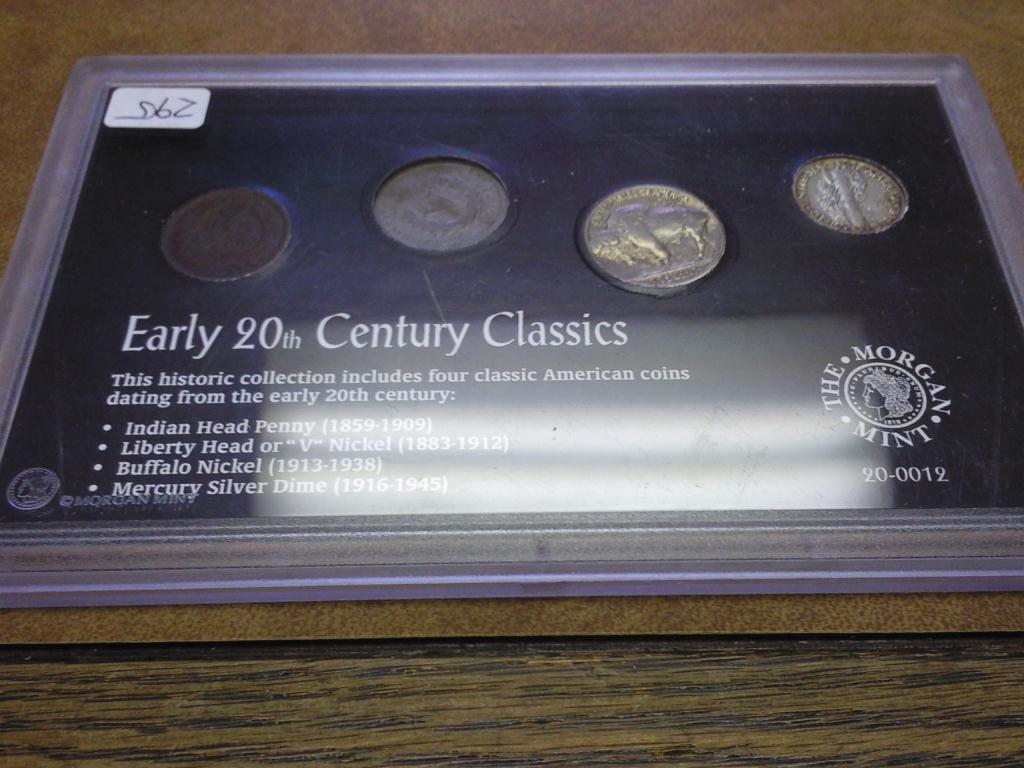 295
Early 20th Century Classics
This historic collection includes four classic American coins
dating from the early 20th century:
• Indian Head Penny (1859-1909)
• Liberty Head or "V" Nickel (1883-1912)
• Buffalo Nickel (1913-1938)
• Mercury Silver Dime (1916-1945)
©MORGAN MINT
THE • MORGAN • MINT •
20-0012